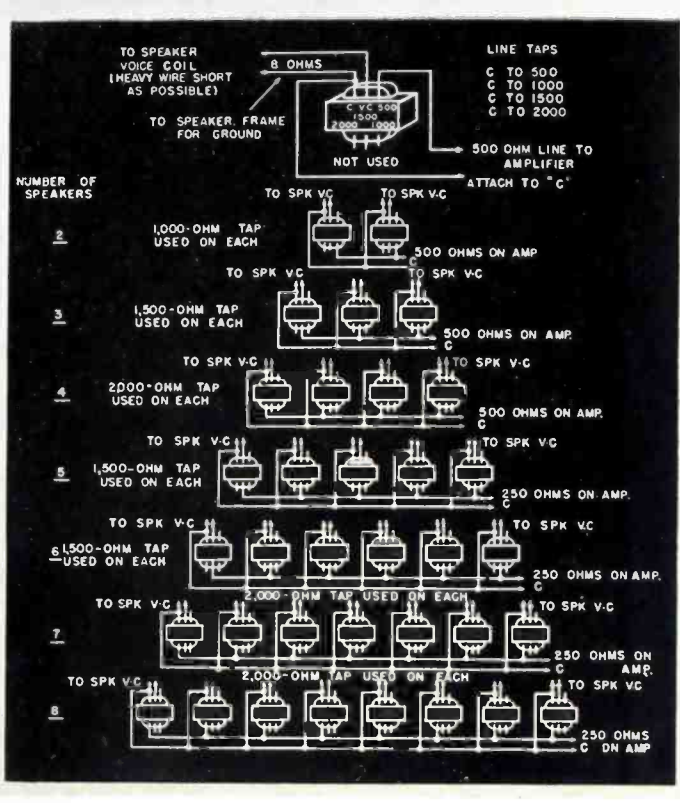 TO SPEAKER
VOICE COIL
(HEAVY WIRE SHORT
AS POSSIBLE)
8 OHMS
TO SPEAKER FRAME
FOR GROUND
C VC 500
1500
2000 1000
NOT USED
LINE TAPS
C TO 500
C TO 1000
C TO 1500
C TO 2000
500 OHM LINE TO
AMPLIFIER
ATTACH TO "C"
NUMBER OF
SPEAKERS
TO SPK VC
TO SPK V-C
2
1,000-OHM TAP
USED ON EACH
500 OHMS ON AMP
C
TO SPK VC
TO SPK V-C
3
1,500-OHM TAP
USED ON EACH
500 OHMS ON AMP.
C
TO SPK V-C
TO SPK V-C
4
2,000-OHM TAP
USED ON EACH
500 OHMS ON AMP.
C
TO SPK V-C
TO SPK V-C
5
1,500-OHM TAP
USED ON EACH
250 OHMS ON AMP.
C
TO SPK V-C
TO SPK V.C
6
1,500-OHM TAP
USED ON EACH
250 OHMS ON AMP.
C
2,000-OHM TAP USED ON EACH
TO SPK V-C
TO SPK V-C
7
250 OHMS ON
C AMP.
2,000-OHM TAP USED ON EACH
TO SPK V-C
TO SPK VC
8
250 OHMS
C ON AMP